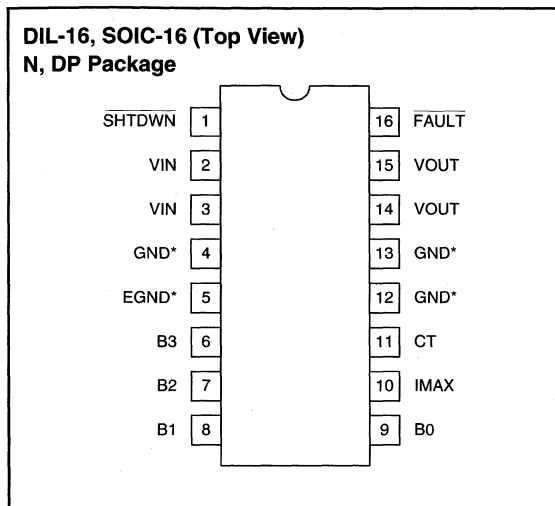 DIL-16, SOIC-16 (Top View)
N, DP Package
SHTDWN 1 16 FAULT
VIN 2 15 VOUT
VIN 3 14 VOUT
GND* 4 13 GND*
EGND* 5 12 GND*
B3 6 11 CT
B2 7 10 IMAX
B1 8 9 B0